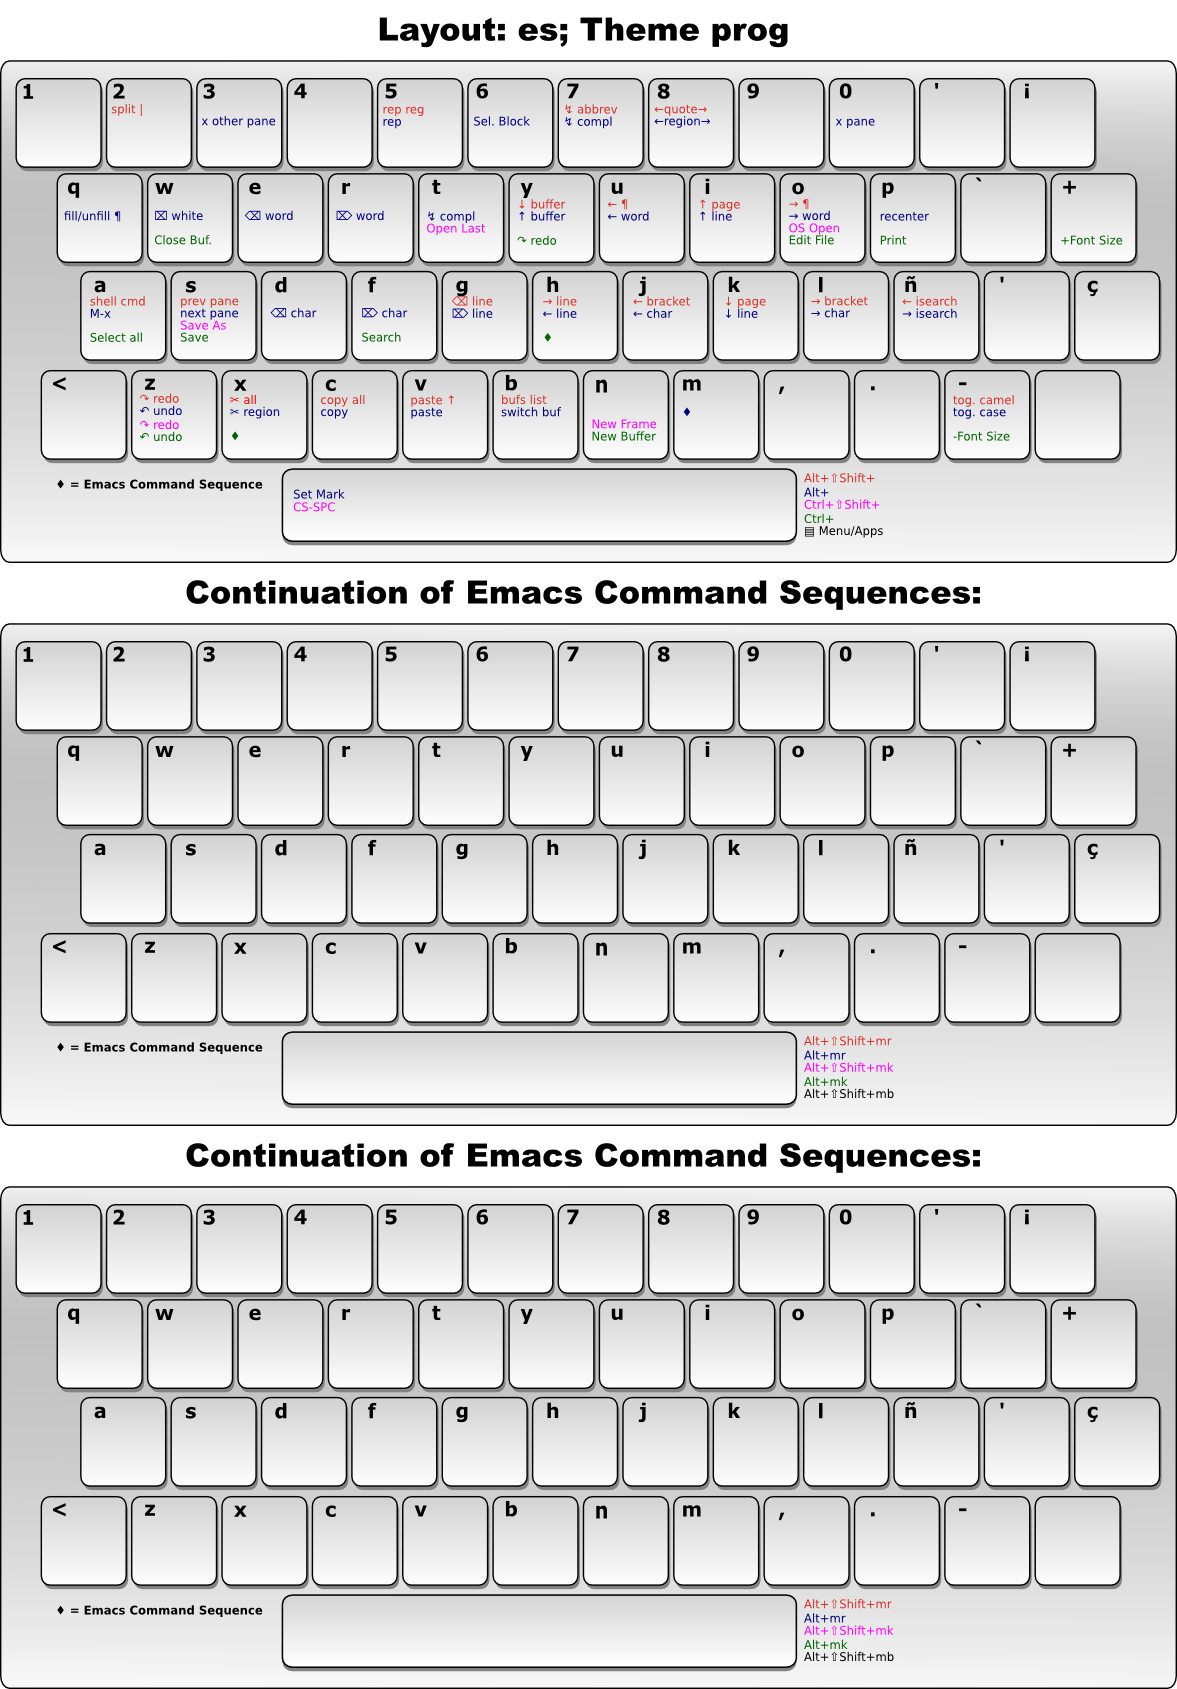 Layout: es; Theme prog
1 2 3 4 5 6 7 8 9 0 ' ¡
split | rep reg ↯ abbrev ←quote→
x other pane rep Sel. Block ↯ compl ←region→ x pane
q w e r t y u i o p ` +
↓ buffer ← ¶ ↑ page → ¶
fill/unfill ¶ ⌧ white ⌫ word ⌦ word ↯ compl ↑ buffer ← word ↑ line → word recenter
Open Last OS Open
Close Buf. ↷ redo Edit File Print +Font Size
a s d f g h j k l ñ ' ç
shell cmd prev pane ⌫ line → line ← bracket ↓ page → bracket ← isearch
M-x next pane ⌫ char ⌦ char ⌦ line ← line ← char ↓ line → char → isearch
Save As
Select all Save Search ♦
< z x c v b n m , . -
↷ redo ✂ all copy all paste ↑ bufs list tog. camel
↶ undo ✂ region copy paste switch buf ♦ tog. case
↷ redo New Frame
↶ undo ♦ New Buffer -Font Size
♦ = Emacs Command Sequence
Set Mark
CS-SPC
Alt+⇧Shift+
Alt+
Ctrl+⇧Shift+
Ctrl+
▤ Menu/Apps
Continuation of Emacs Command Sequences:
1 2 3 4 5 6 7 8 9 0 ' ¡
q w e r t y u i o p ` +
a s d f g h j k l ñ ' ç
< z x c v b n m , . -
♦ = Emacs Command Sequence
Alt+⇧Shift+mr
Alt+mr
Alt+⇧Shift+mk
Alt+mk
Alt+⇧Shift+mb
Continuation of Emacs Command Sequences:
1 2 3 4 5 6 7 8 9 0 ' ¡
q w e r t y u i o p ` +
a s d f g h j k l ñ ' ç
< z x c v b n m , . -
♦ = Emacs Command Sequence
Alt+⇧Shift+mr
Alt+mr
Alt+⇧Shift+mk
Alt+mk
Alt+⇧Shift+mb